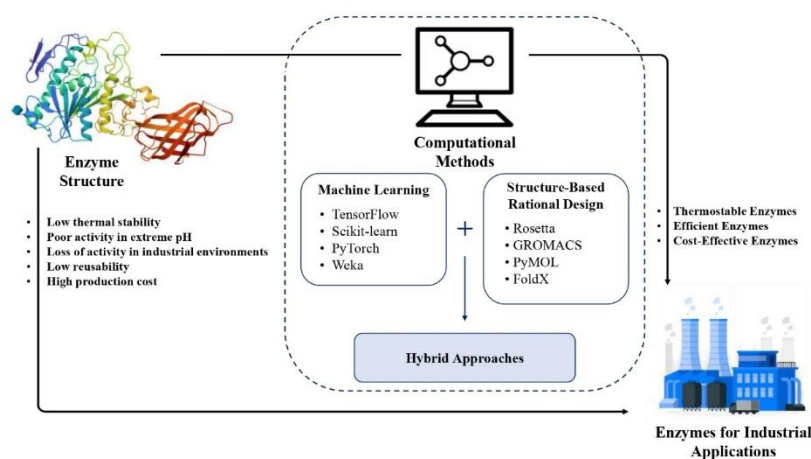 Enzyme
Structure
• Low thermal stability
• Poor activity in extreme pH
• Loss of activity in industrial environments
• Low reusability
• High production cost
Computational
Methods
Machine Learning
• TensorFlow
• Scikit-learn
• PyTorch
• Weka
+
Structure-Based
Rational Design
• Rosetta
• GROMACS
• PyMOL
• FoldX
Hybrid Approaches
• Thermostable Enzymes
• Efficient Enzymes
• Cost-Effective Enzymes
Enzymes for Industrial
Applications